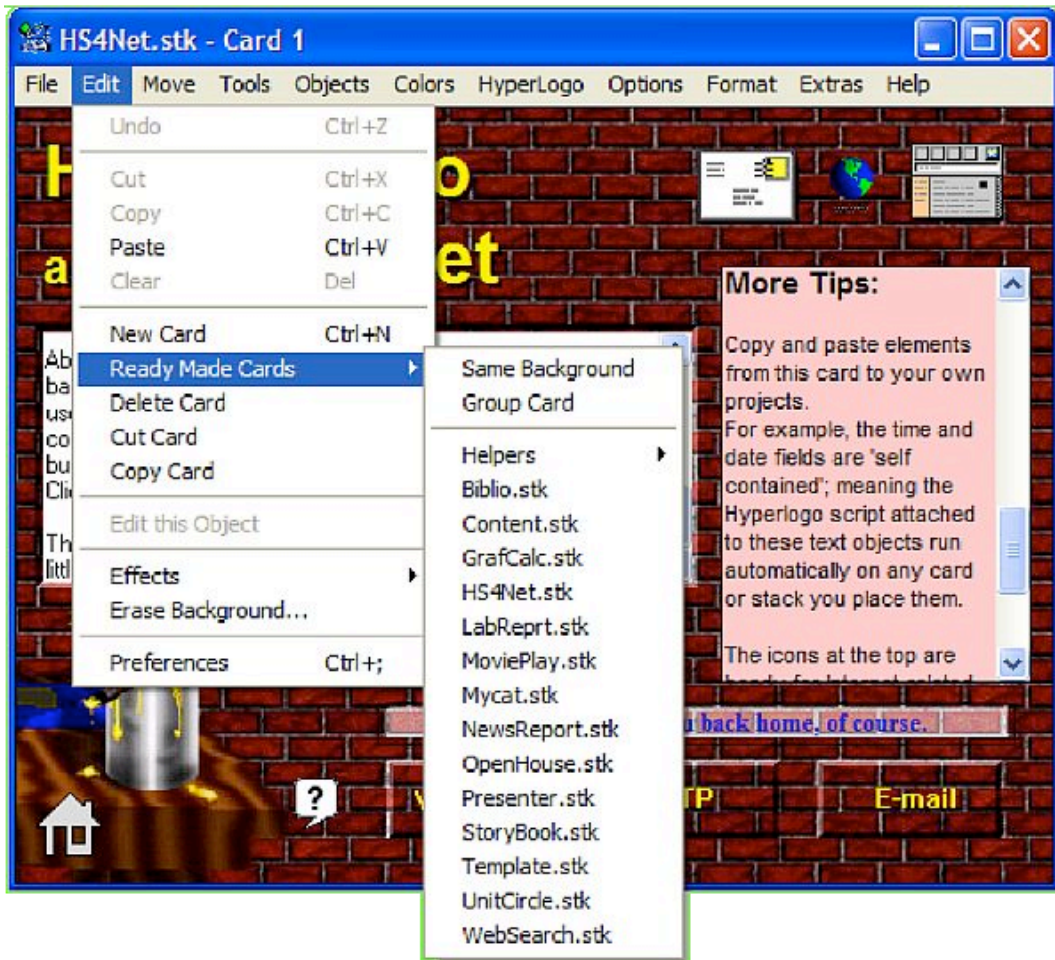 HS4Net.stk - Card 1
File Edit Move Tools Objects Colors HyperLogo Options Format Extras Help
Undo Ctrl+Z
Cut Ctrl+X
Copy Ctrl+C
Paste Ctrl+V
Clear Del
New Card Ctrl+N
Ready Made Cards
Delete Card
Cut Card
Copy Card
Edit this Object
Effects
Erase Background...
Preferences Ctrl+;
Same Background
Group Card
Helpers
Biblio.stk
Content.stk
GrafCalc.stk
HS4Net.stk
LabReprt.stk
MoviePlay.stk
Mycat.stk
NewsReport.stk
OpenHouse.stk
Presenter.stk
StoryBook.stk
Template.stk
UnitCircle.stk
WebSearch.stk
More Tips:
Copy and paste elements
from this card to your own
projects.
For example, the time and
date fields are 'self
contained'; meaning the
Hyperlogo script attached
to these text objects run
automatically on any card
or stack you place them.
The icons at the top are
back home, of course.
?
E-mail